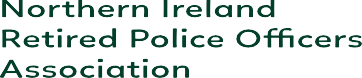 Northern Ireland
Retired Police Officers
Association